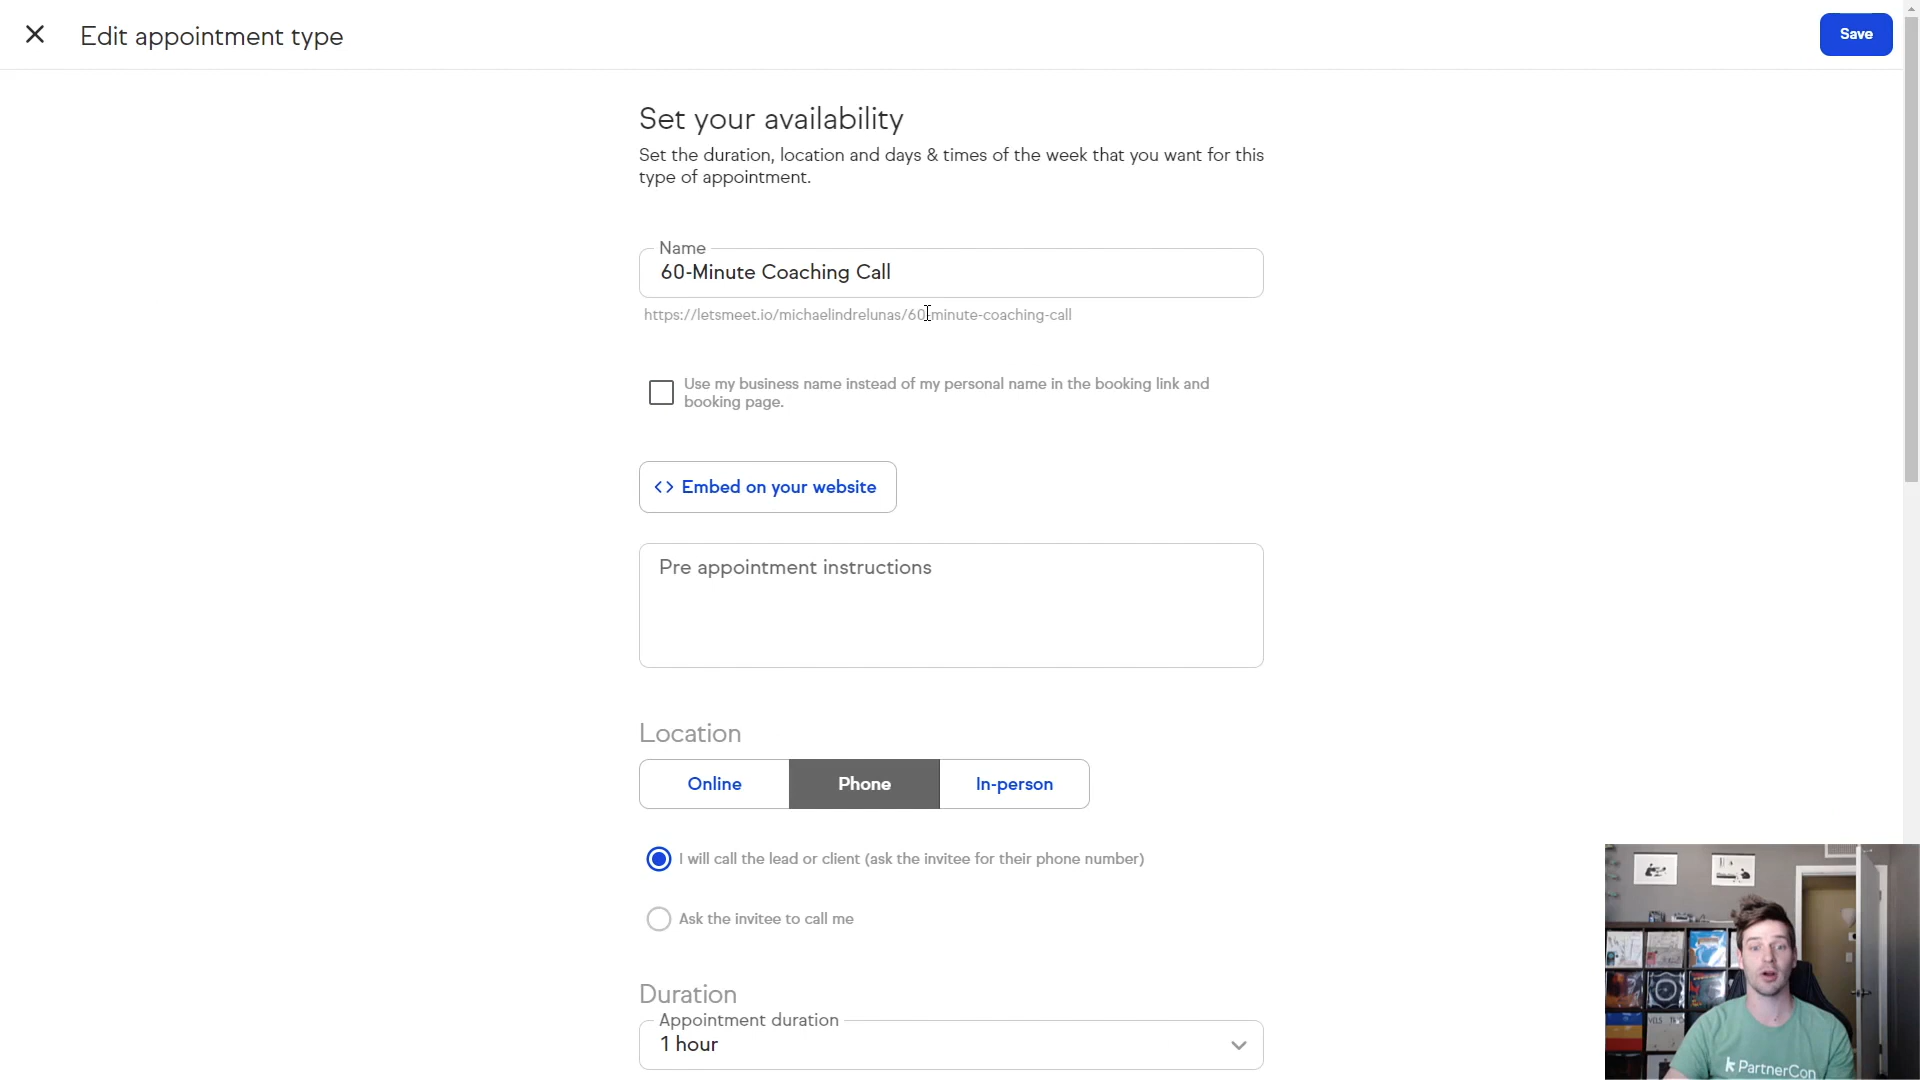 Edit appointment type
Save
Set your availability
Set the duration, location and days & times of the week that you want for this
type of appointment.
Name
60-Minute Coaching Call
https://letsmeet.io/michaelindrelunas/60-minute-coaching-call
Use my business name instead of my personal name in the booking link and
booking page.
<> Embed on your website
Pre appointment instructions
Location
Online
Phone
In-person
I will call the lead or client (ask the invitee for their phone number)
Ask the invitee to call me
Duration
Appointment duration
1 hour
PartnerCon